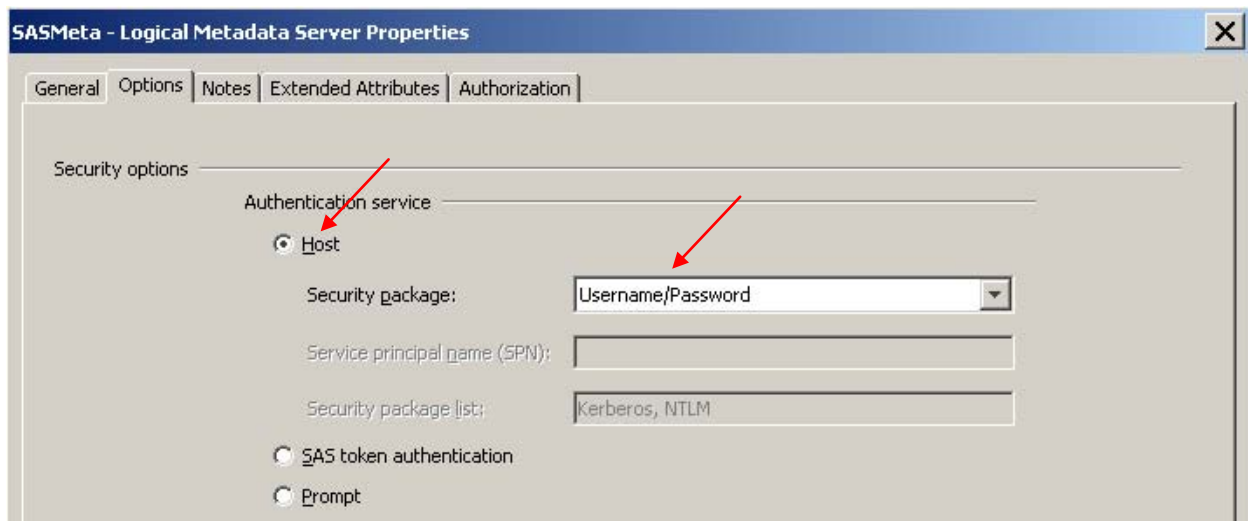 SASMeta - Logical Metadata Server Properties
General Options Notes Extended Attributes Authorization
Security options
Authentication service
Host
Security package: Username/Password
Service principal name (SPN):
Security package list: Kerberos, NTLM
SAS token authentication
Prompt